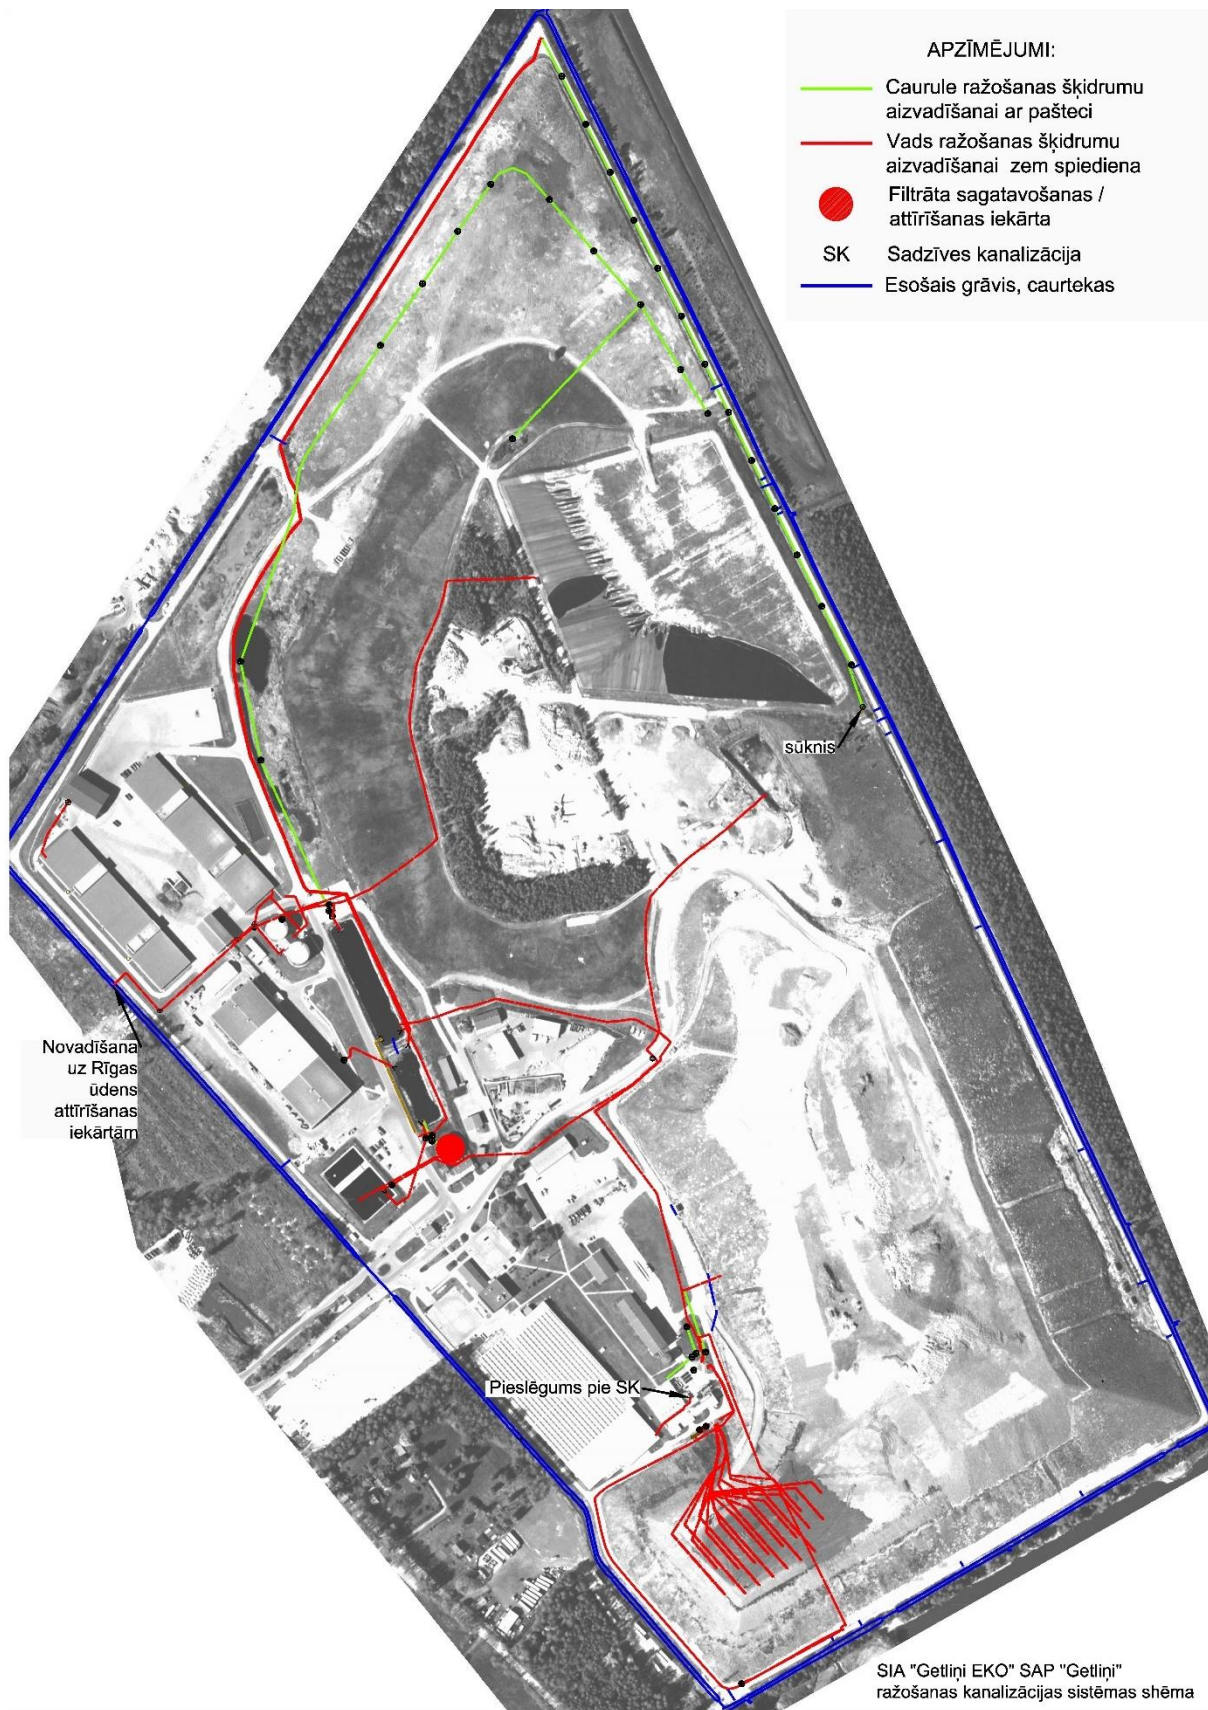 APZĪMĒJUMI:
Caurule ražošanas šķidrumu
aizvadīšanai ar pašteci
Vads ražošanas šķidrumu
aizvadīšanai zem spiediena
Filtrāta sagatavošanas /
attīrīšanas iekārta
SK Sadzīves kanalizācija
Esošais grāvis, caurtekas
sūknis
Novadīšana
uz Rīgas
ūdens
attīrīšanas
iekārtām
Pieslēgums pie SK
SIA "Getliņi EKO" SAP "Getliņi"
ražošanas kanalizācijas sistēmas shēma